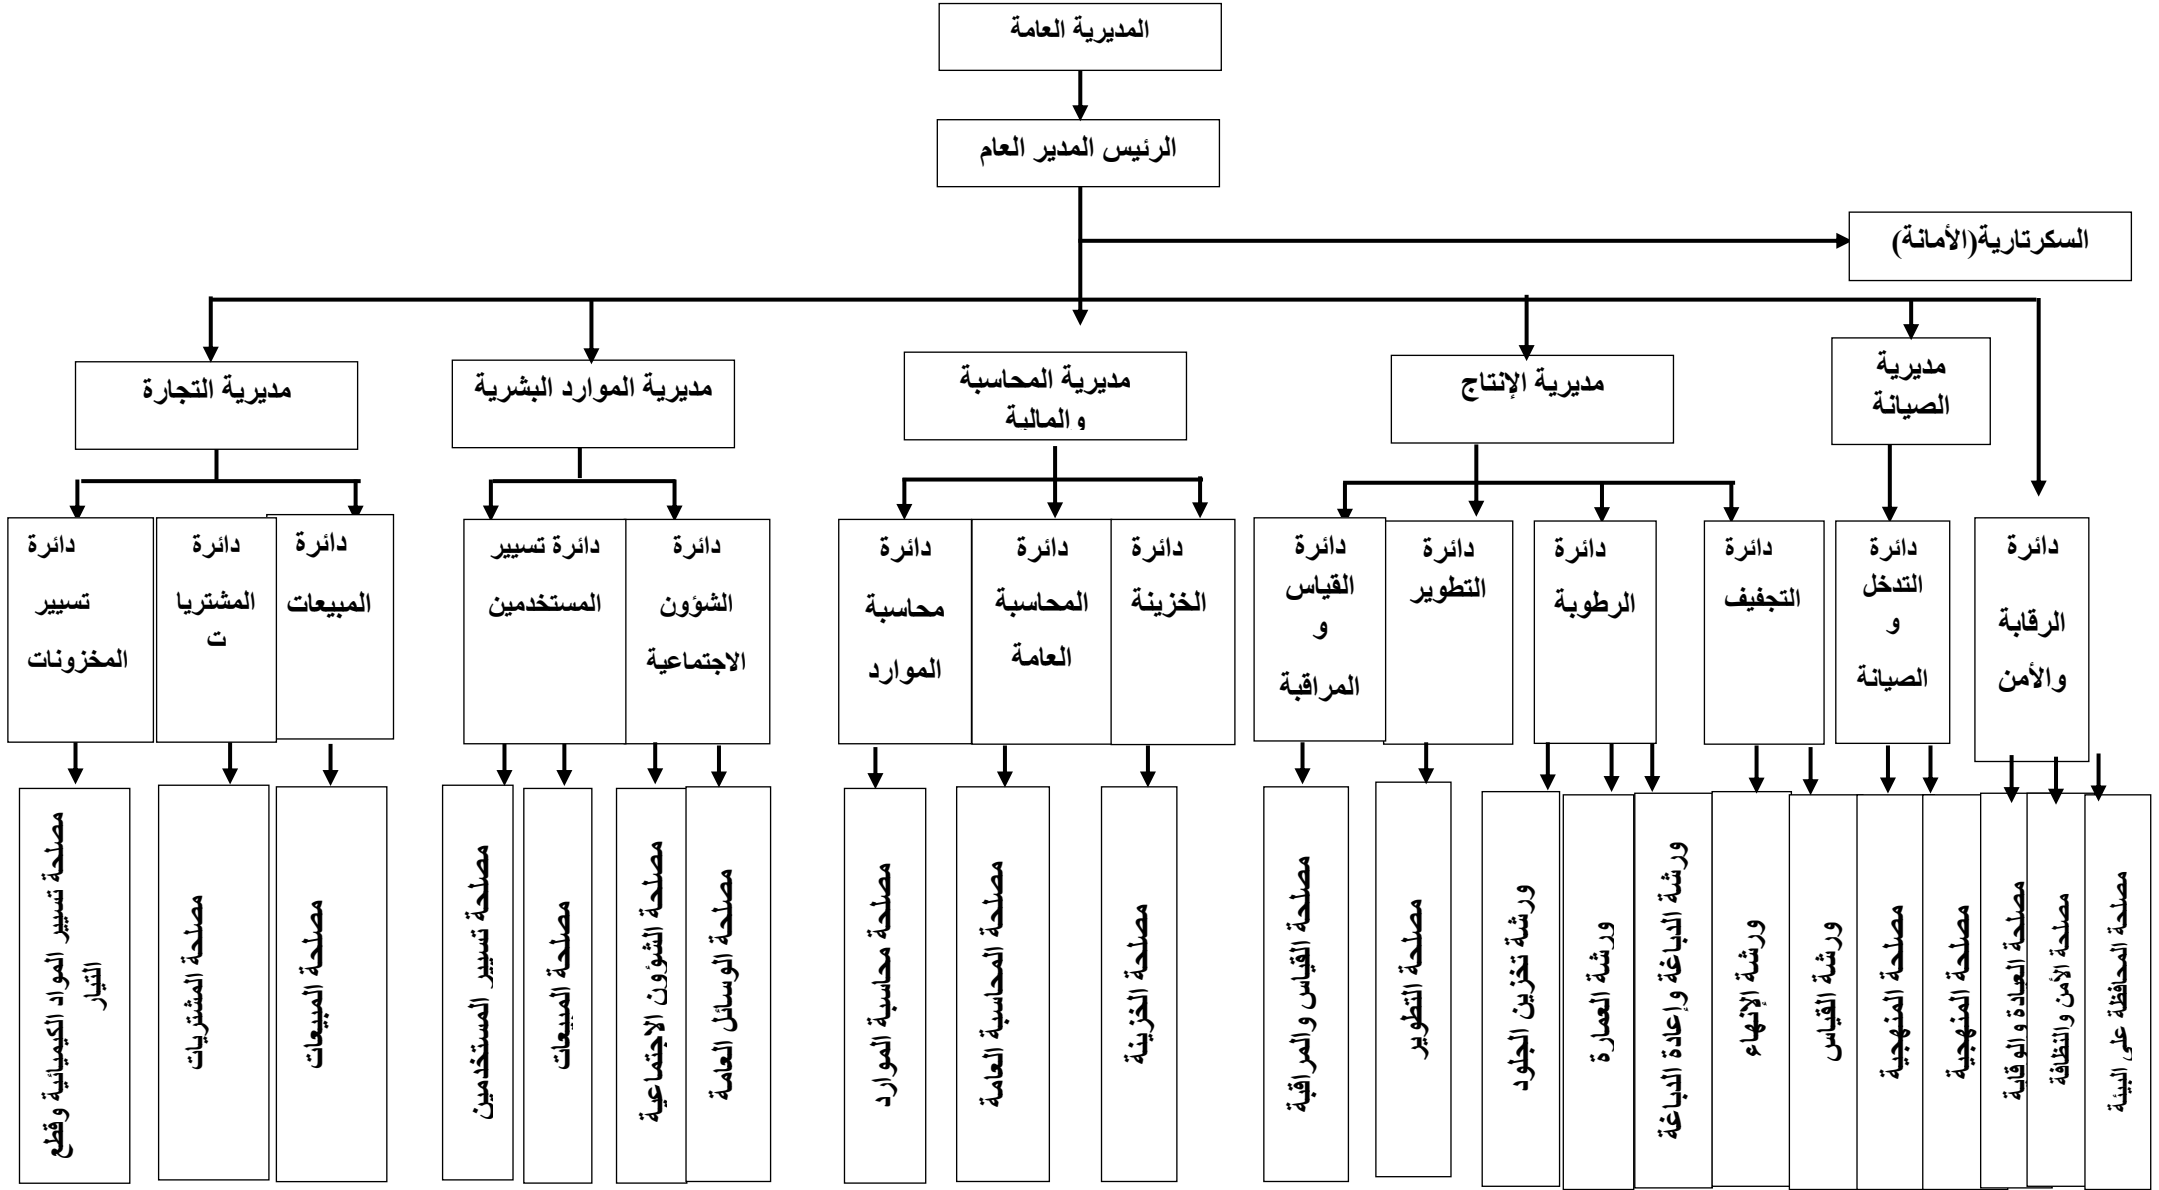 المديرية العامة
الرئيس المدير العام
السكرتارية(الأمانة)
مديرية
الصيانة
مديرية الإنتاج
مديرية المحاسبة
والمالية
مديرية الموارد البشرية
مديرية التجارة
دائرة
الرقابة
والأمن
دائرة
التدخل
و
الصيانة
دائرة
التجفيف
دائرة
الرطوبة
دائرة
التطوير
دائرة
القياس
و
المراقبة
دائرة
الخزينة
دائرة
المحاسبة
العامة
دائرة
محاسبة
الموارد
دائرة
الشؤون
الاجتماعية
دائرة تسيير
المستخدمين
دائرة
المبيعات
دائرة
المشتريا
ت
دائرة
تسيير
المخزونات
مصلحة المحافظة على البيئة
مصلحة الأمن والنظافة
مصلحة العيادة والوقاية
مصلحة المنهجية
مصلحة المنهجية
ورشة القياس
ورشة الإنهاء
ورشة الدباغة وإعادة الدباغة
ورشة العمارة
ورشة تخزين الجلود
مصلحة التطوير
مصلحة القياس والمراقبة
مصلحة الخزينة
مصلحة المحاسبة العامة
مصلحة محاسبة الموارد
مصلحة الوسائل العامة
مصلحة الشؤون الاجتماعية
مصلحة المبيعات
مصلحة تسيير المستخدمين
مصلحة المبيعات
مصلحة المشتريات
مصلحة تسيير المواد الكيميائية وقطع
التيار